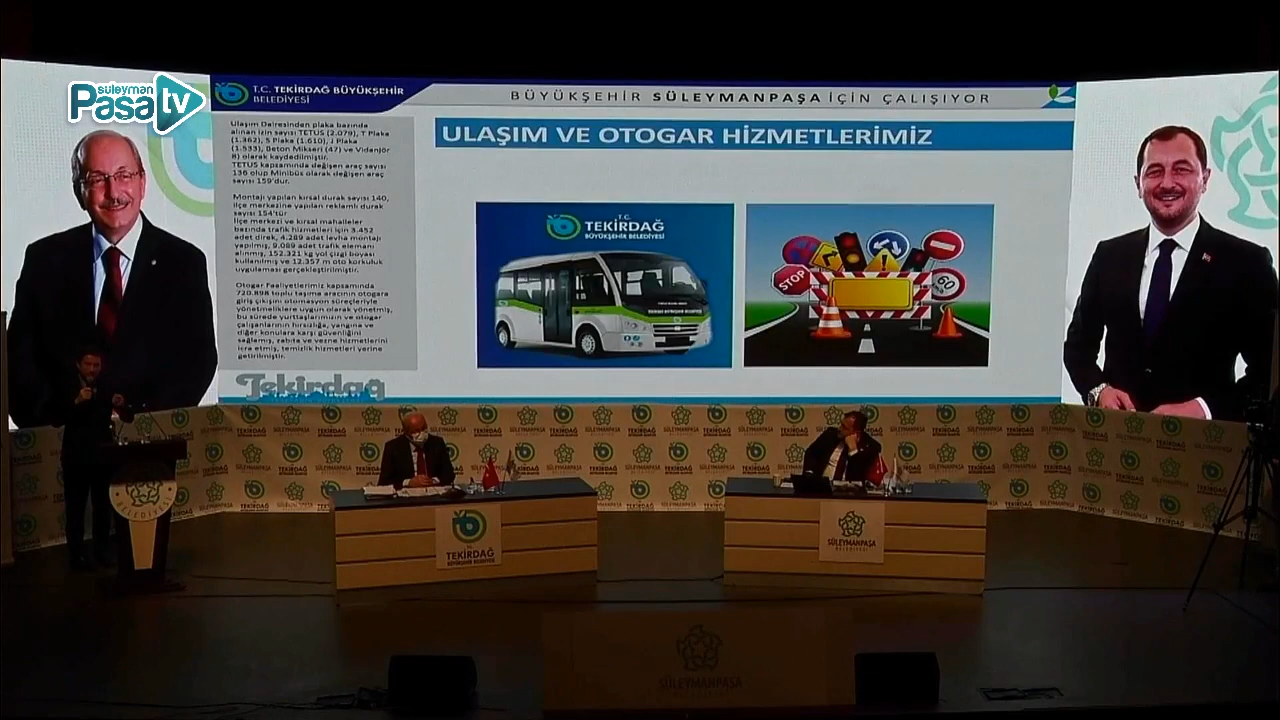 süleyman
Paşa tv
T.C. TEKİRDAĞ BÜYÜKŞEHİR
BELEDİYESİ
BÜYÜKŞEHİR SÜLEYMANPAŞA İÇİN ÇALIŞIYOR
ULAŞIM VE OTOGAR HİZMETLERİMİZ
Ulaşım Dairesinden plaka bazında
alınan izin sayısı TETUS (2.079), T Plaka
(1.362), S Plaka (1.610), J Plaka
(1.533), Beton Mikseri (47) ve Vidanjör
8) olarak kaydedilmiştir.
TETUS kapsamında değişen araç sayısı
136 olup Minibüs olarak değişen araç
sayısı 159'dur.
Montajı yapılan kırsal durak sayısı 140,
ilçe merkezine yapılan reklamlı durak
sayısı 154'tür
İlçe merkezi ve kırsal mahalleler
bazında trafik hizmetleri için 3.452
adet direk, 4.289 adet levha montajı
yapılmış, 9.089 adet trafik elemanı
alınmış, 152.321 kg yol çizgi boyası
kullanılmış ve 12.357 m oto korkuluk
uygulaması gerçekleştirilmiştir.
Otogar Faaliyetlerimiz kapsamında
720.898 toplu taşıma aracının otogara
giriş çıkışını otomasyon süreçleriyle
yönetmeliklere uygun olarak yönetmiş,
bu sürede yurttaşlarımızın ve otogar
çalışanlarının hırsızlığa, yangına ve
diğer konulara karşı güvenliğini
sağlamış, zabıta ve vezne hizmetlerini
icra etmiş, temizlik hizmetleri yerine
getirilmiştir.
T.C.
TEKİRDAĞ
BÜYÜKŞEHİR BELEDİYESİ
STOP
60
Tekirdağ
BELEDİYESİ
T.C.
TEKİRDAĞ
BÜYÜKŞEHİR BELEDİYESİ
SÜLEYMANPAŞA
BELEDİYESİ
SÜLEYMANPAŞA